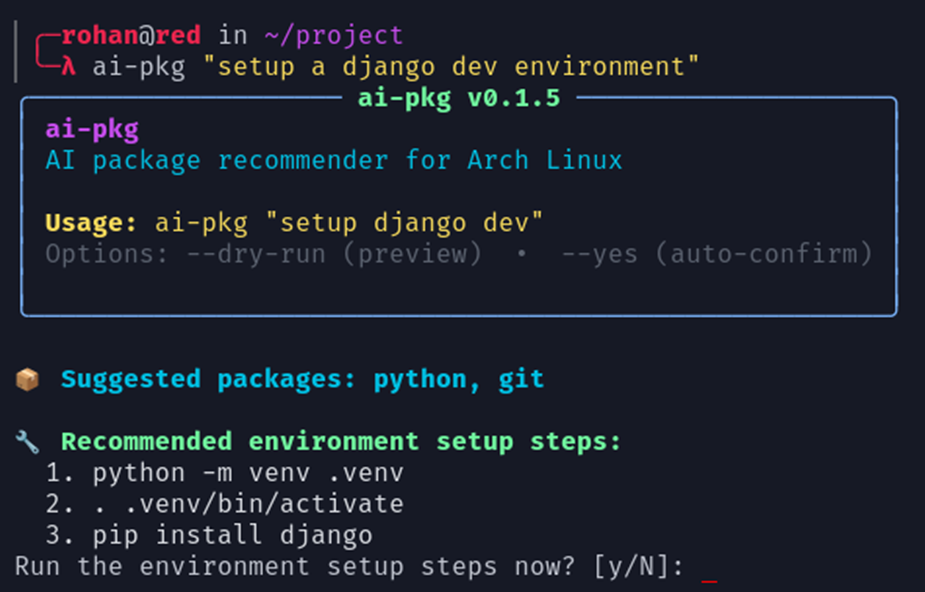 rohan@red in ~/project
λ ai-pkg "setup a django dev environment"
ai-pkg v0.1.5
ai-pkg
AI package recommender for Arch Linux
Usage: ai-pkg "setup django dev"
Options: --dry-run (preview) • --yes (auto-confirm)
Suggested packages: python, git
Recommended environment setup steps:
1. python -m venv .venv
2. . .venv/bin/activate
3. pip install django
Run the environment setup steps now? [y/N]: _